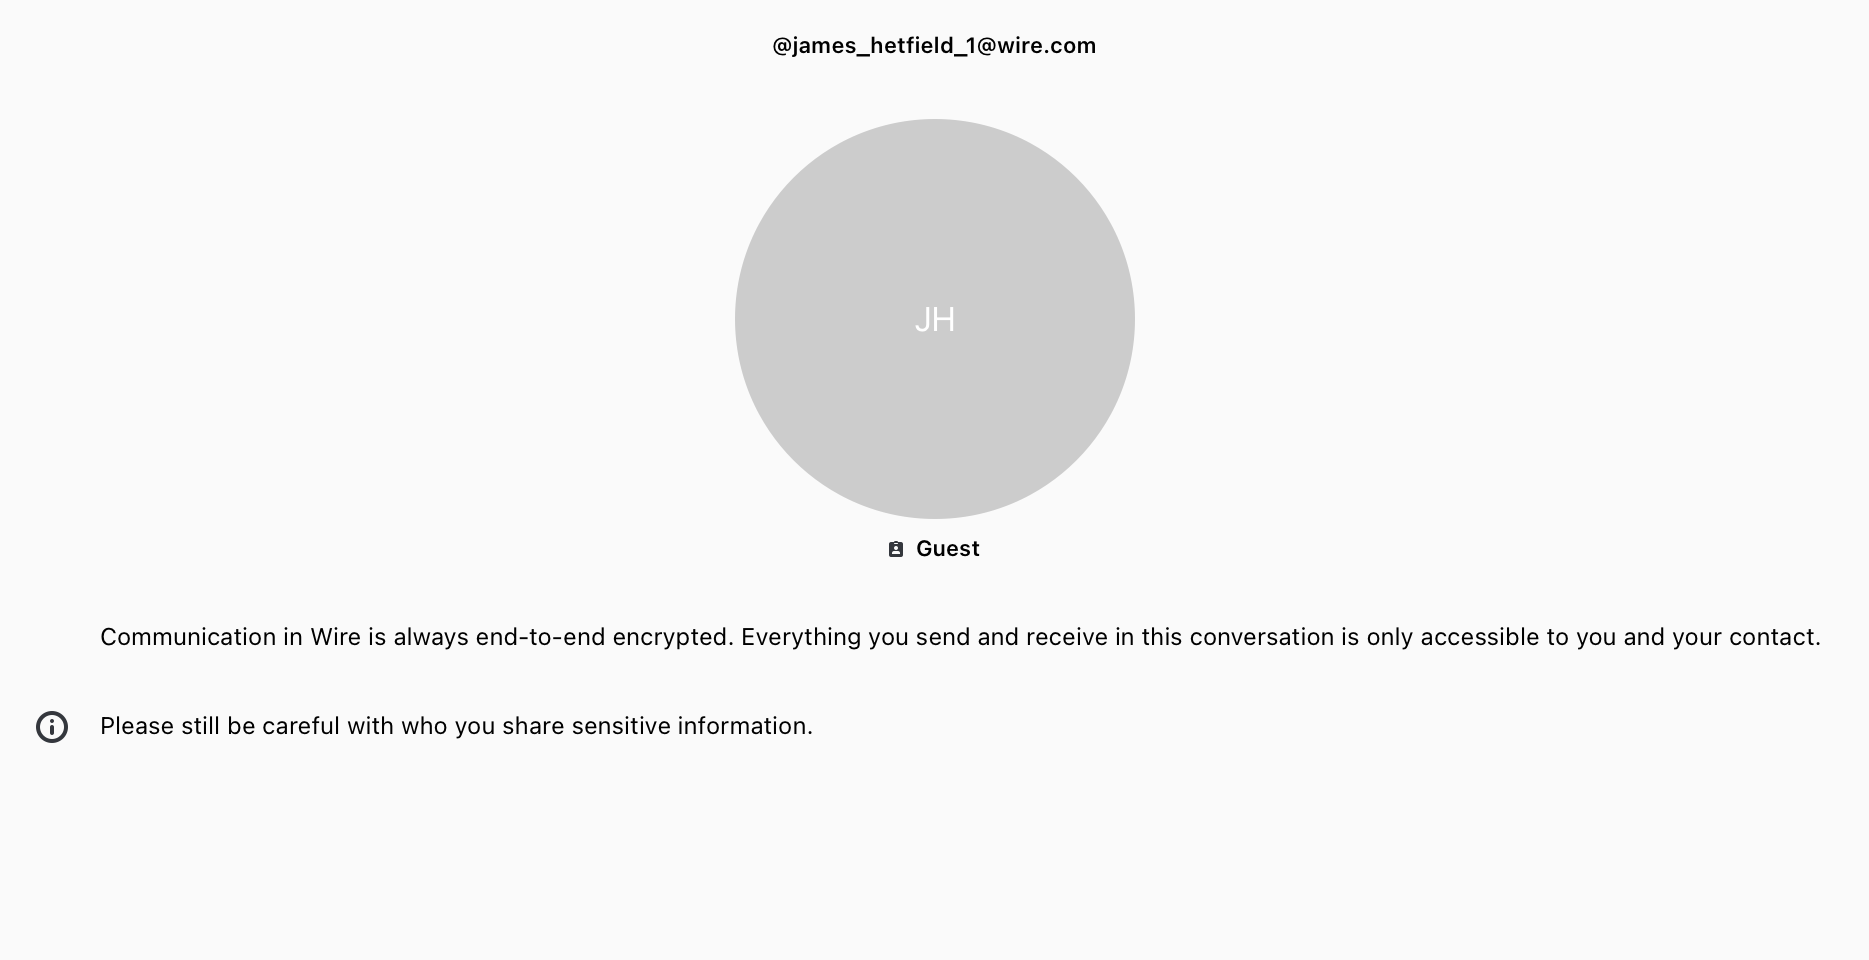 @james_hetfield_1@wire.com
JH
Guest
Communication in Wire is always end-to-end encrypted. Everything you send and receive in this conversation is only accessible to you and your contact.
Please still be careful with who you share sensitive information.